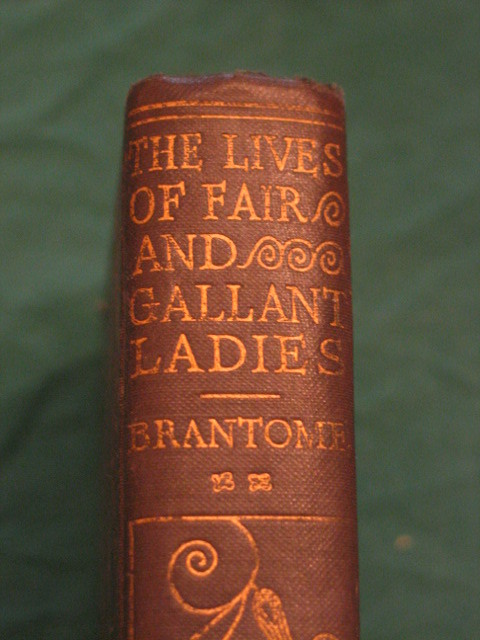 THE LIVES
OF FAIR
AND
GALLANT
LADIES
BRANTOME